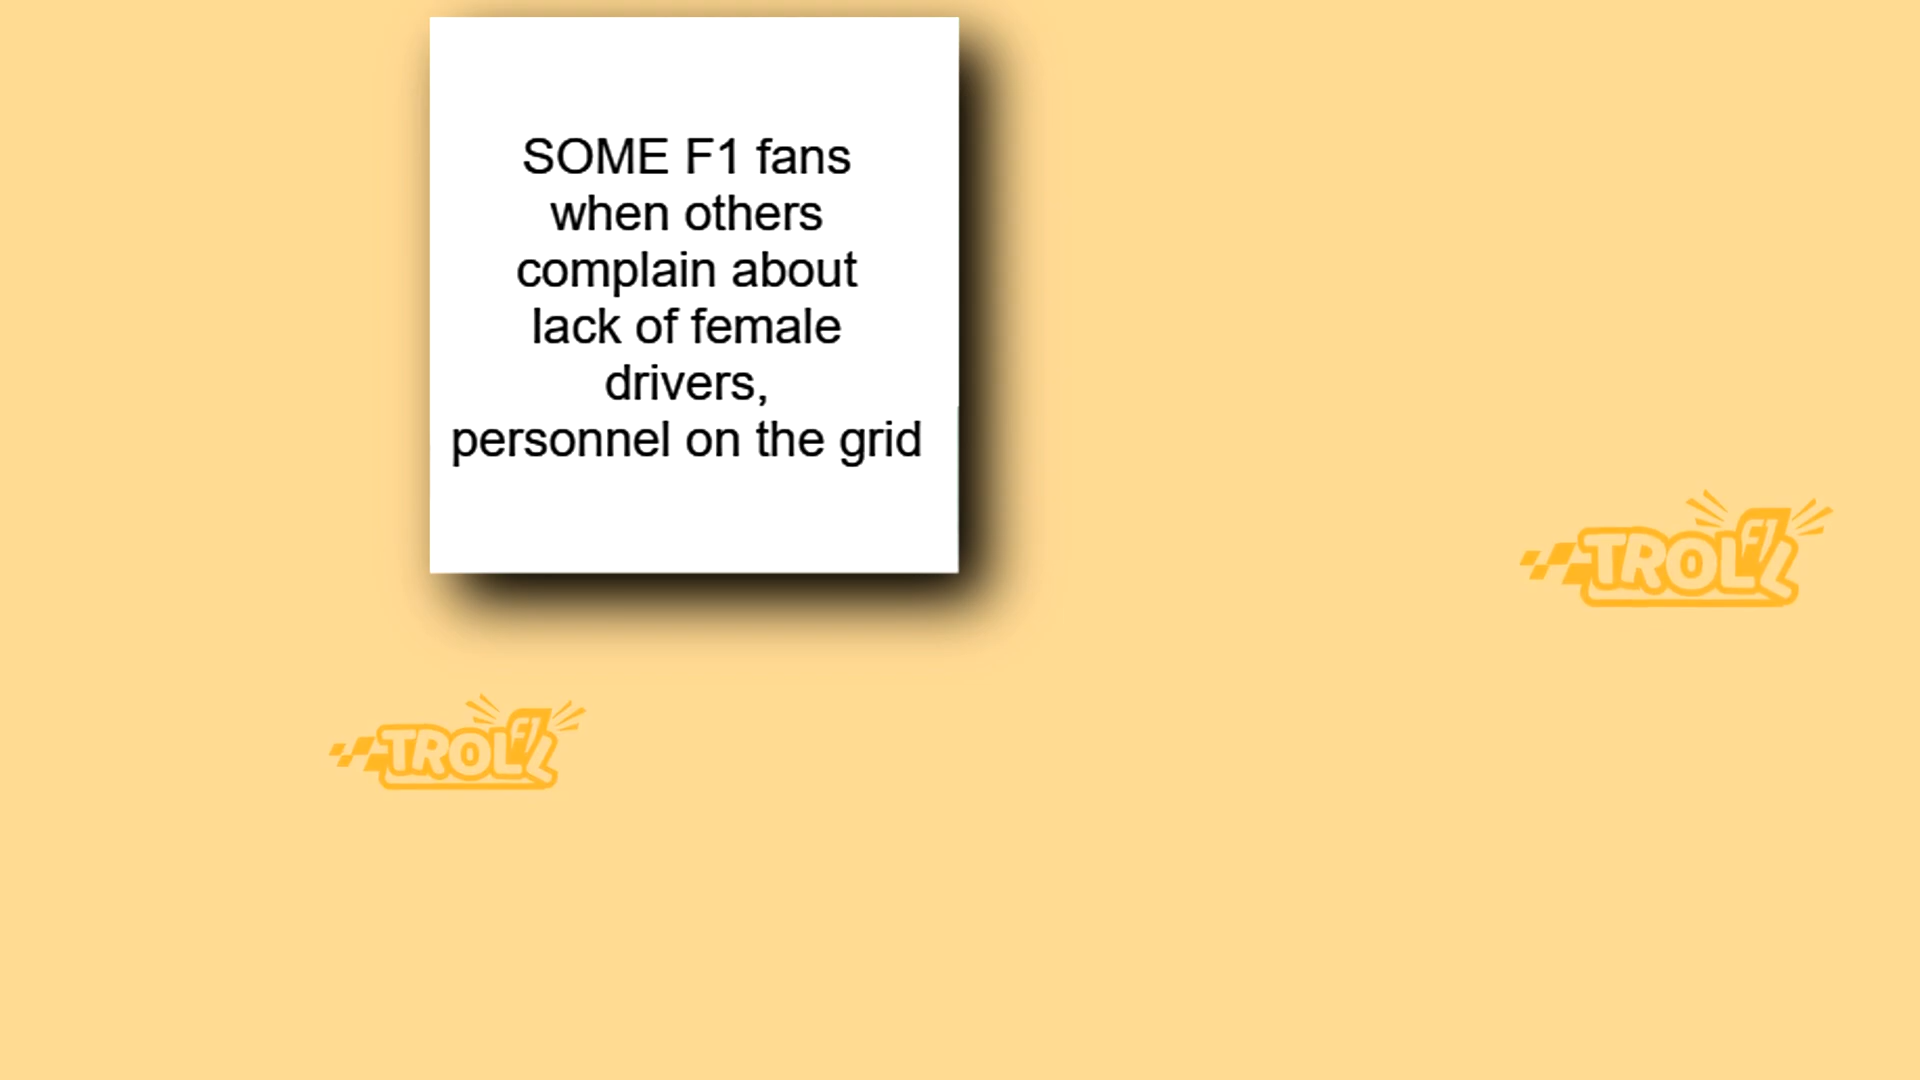 SOME F1 fans
when others
complain about
lack of female
drivers,
personnel on the grid
TROLL F1
TROLL F1